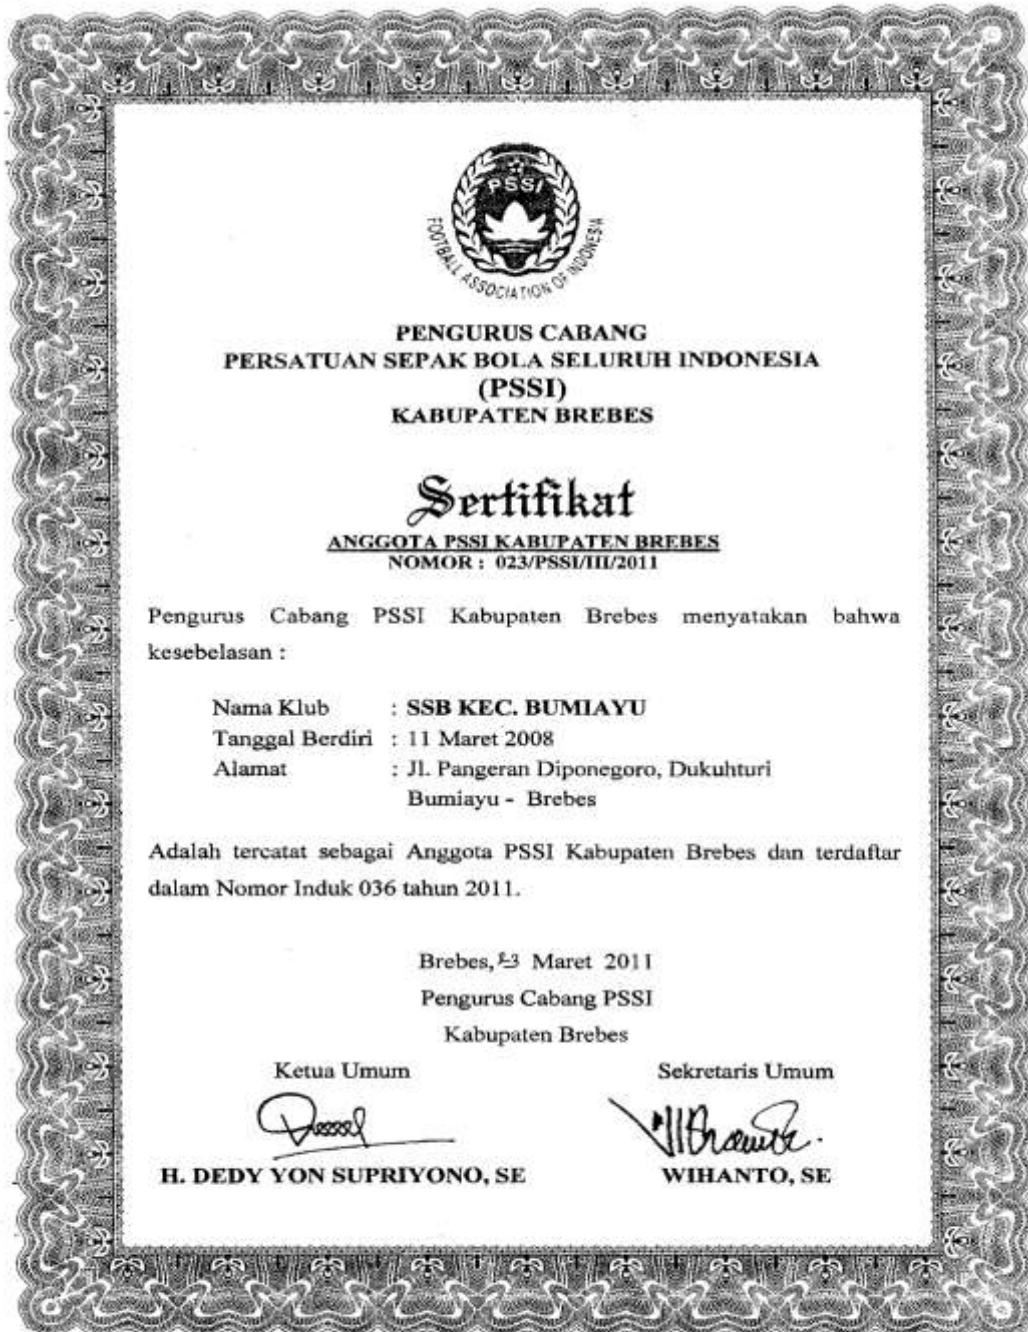 PSSI
FOOTBALL ASSOCIATION OF INDONESIA
PENGURUS CABANG
PERSATUAN SEPAK BOLA SELURUH INDONESIA
(PSSI)
KABUPATEN BREBES
Sertifikat
ANGGOTA PSSI KABUPATEN BREBES
NOMOR : 023/PSSI/III/2011
Pengurus Cabang PSSI Kabupaten Brebes menyatakan bahwa
kesebelasan :
Nama Klub : SSB KEC. BUMIAYU
Tanggal Berdiri : 11 Maret 2008
Alamat : Jl. Pangeran Diponegoro, Dukuhturi
Bumiayu - Brebes
Adalah tercatat sebagai Anggota PSSI Kabupaten Brebes dan terdaftar
dalam Nomor Induk 036 tahun 2011.
Brebes, Maret 2011
Pengurus Cabang PSSI
Kabupaten Brebes
Ketua Umum Sekretaris Umum
H. DEDY YON SUPRIYONO, SE WIHANTO, SE